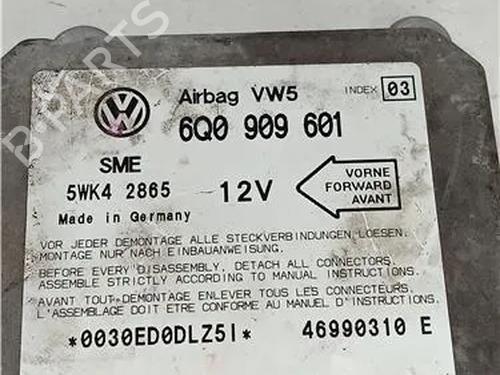 Airbag VW5
INDEX 03
6Q0 909 601
SME
5WK4 2865
12V
VORNE
FORWARD
AVANT
Made in Germany
VOR JEDER DEMONTAGE ALLE STECKVERBINDUNGEN LOESEN.
MONTAGE NUR NACH EINBAUANWEISUNG.
BEFORE EVERY DISASSEMBLY, DETACH ALL CONNECTORS.
ASSEMBLE STRICTLY ACCORDING TO MANUAL INSTRUCTIONS.
AVANT TOUT DEMONTAGE ENLEVER TOUS LES CONNECTEURS.
L'ASSEMBLAGE DOIT ETRE CONFORME AU MANUEL D'INSTRUCTIONS.
*0030ED0DLZ5I*
46990310 E
B-PARTS